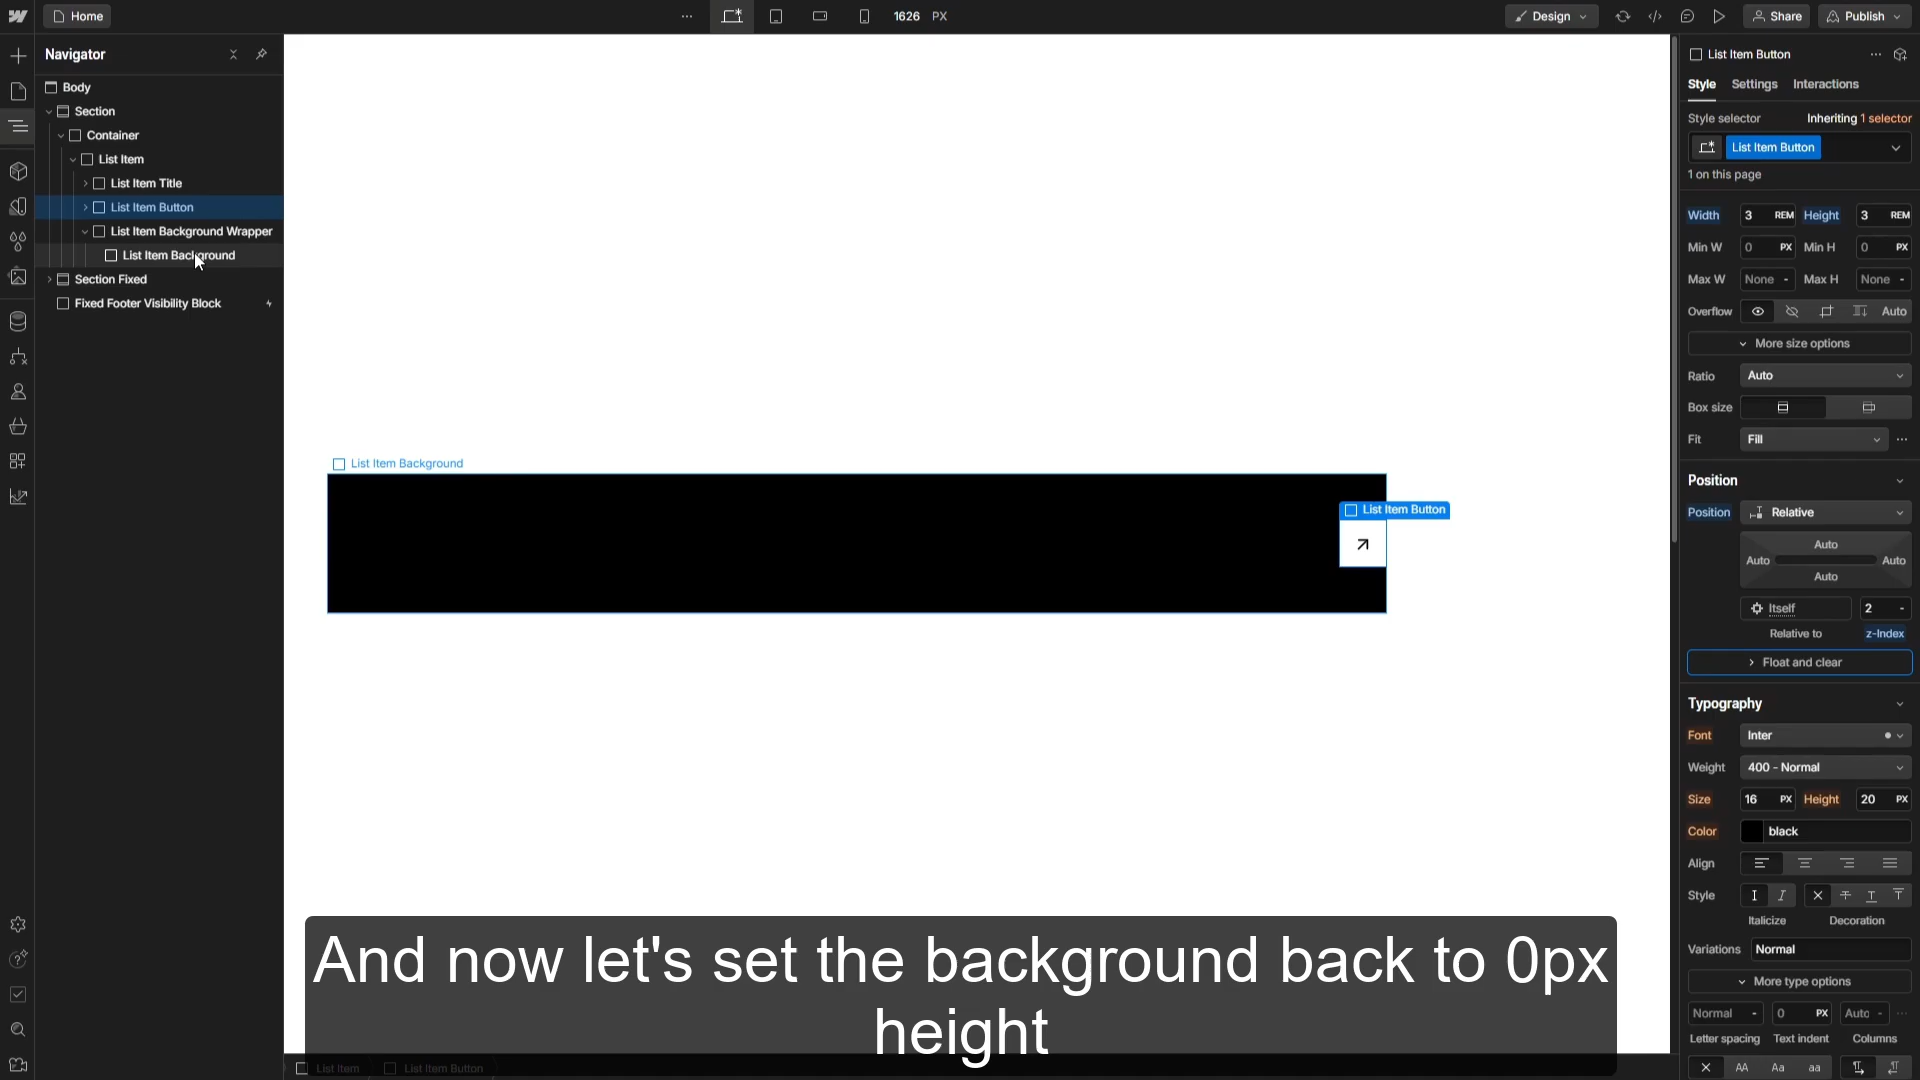 Home
1626 PX
Design
Share
Publish
Navigator
Body
Section
Container
List Item
List Item Title
List Item Button
List Item Background Wrapper
List Item Background
Section Fixed
Fixed Footer Visibility Block
List Item Background
List Item Button
And now let's set the background back to 0px
height
List Item
List Item Button
List Item Button
Style Settings Interactions
Style selector Inheriting 1 selector
List Item Button
1 on this page
Width 3 REM Height 3 REM
Min W 0 PX Min H 0 PX
Max W None - Max H None -
Overflow Auto
More size options
Ratio Auto
Box size
Fit Fill
Position
Position Relative
Auto
Auto Auto
Auto
Itself 2 -
Relative to z-Index
Float and clear
Typography
Font Inter
Weight 400 - Normal
Size 16 PX Height 20 PX
Color black
Align
Style
Italicize Decoration
Variations Normal
More type options
Normal - 0 PX Auto -
Letter spacing Text indent Columns
AA Aa aa